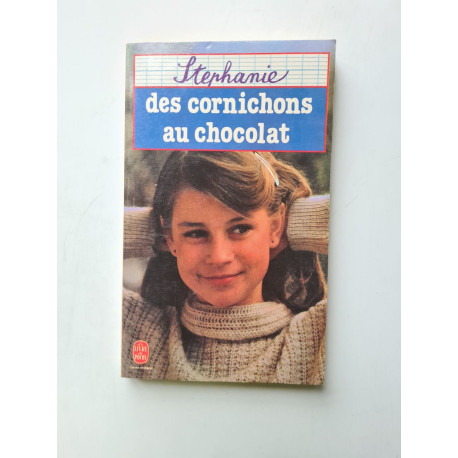 Stephanie
des cornichons
au chocolat